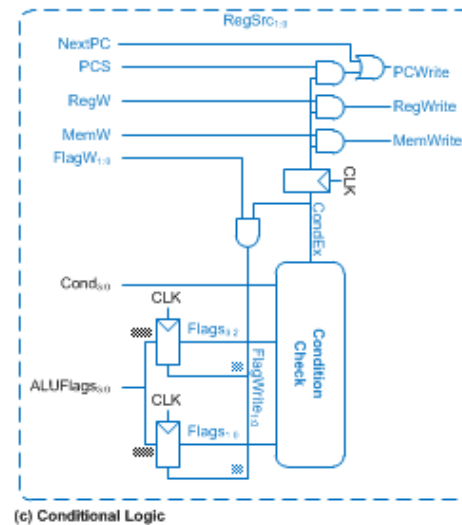 RegSrc1:0
NextPC
PCS
PCWrite
RegW
RegWrite
MemW
MemWrite
FlagW1:0
CLK
CondEx
Cond3:0
CLK
Flags3:2
Condition
Check
FlagWrite1:0
ALUFlags3:0
CLK
Flags1:0
(c) Conditional Logic